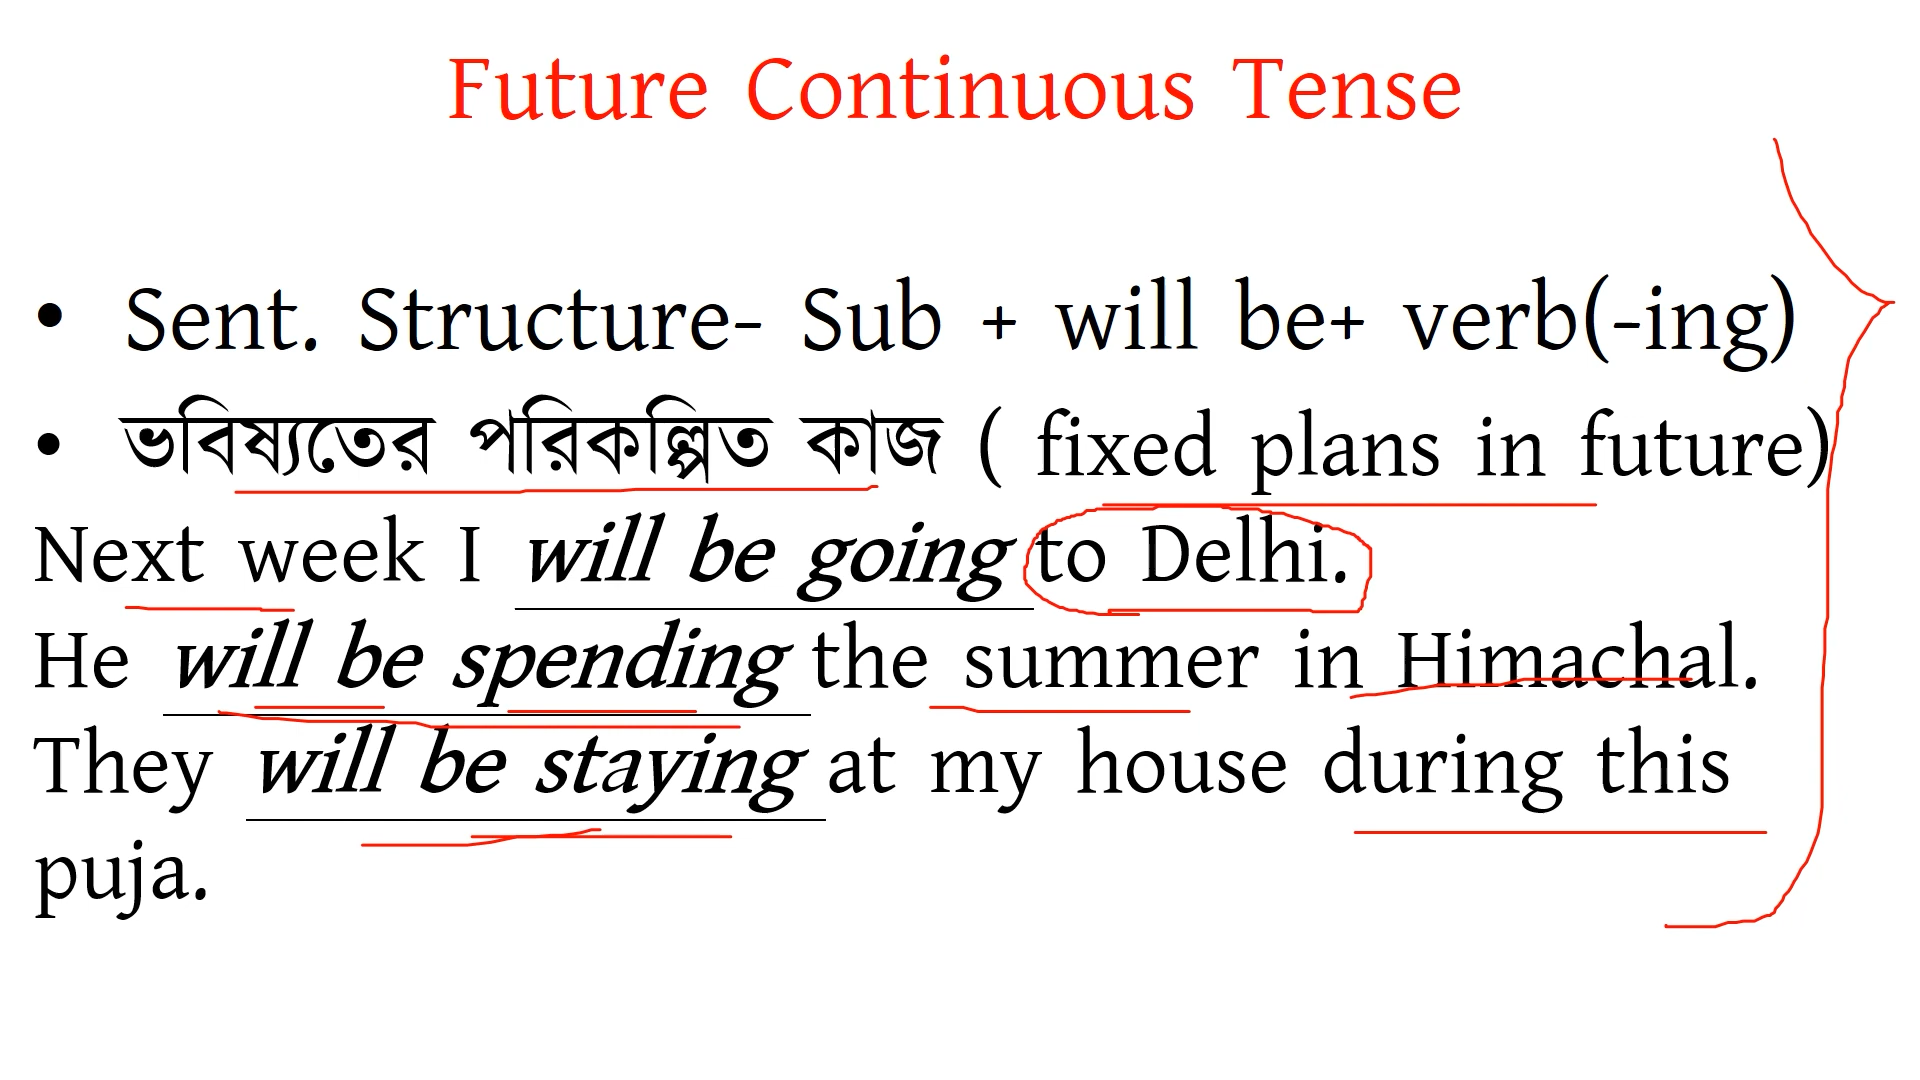 Future Continuous Tense
• Sent. Structure- Sub + will be+ verb(-ing)
• ভবিষ্যতের পরিকল্পিত কাজ ( fixed plans in future)
Next week I will be going to Delhi.
He will be spending the summer in Himachal.
They will be staying at my house during this
puja.